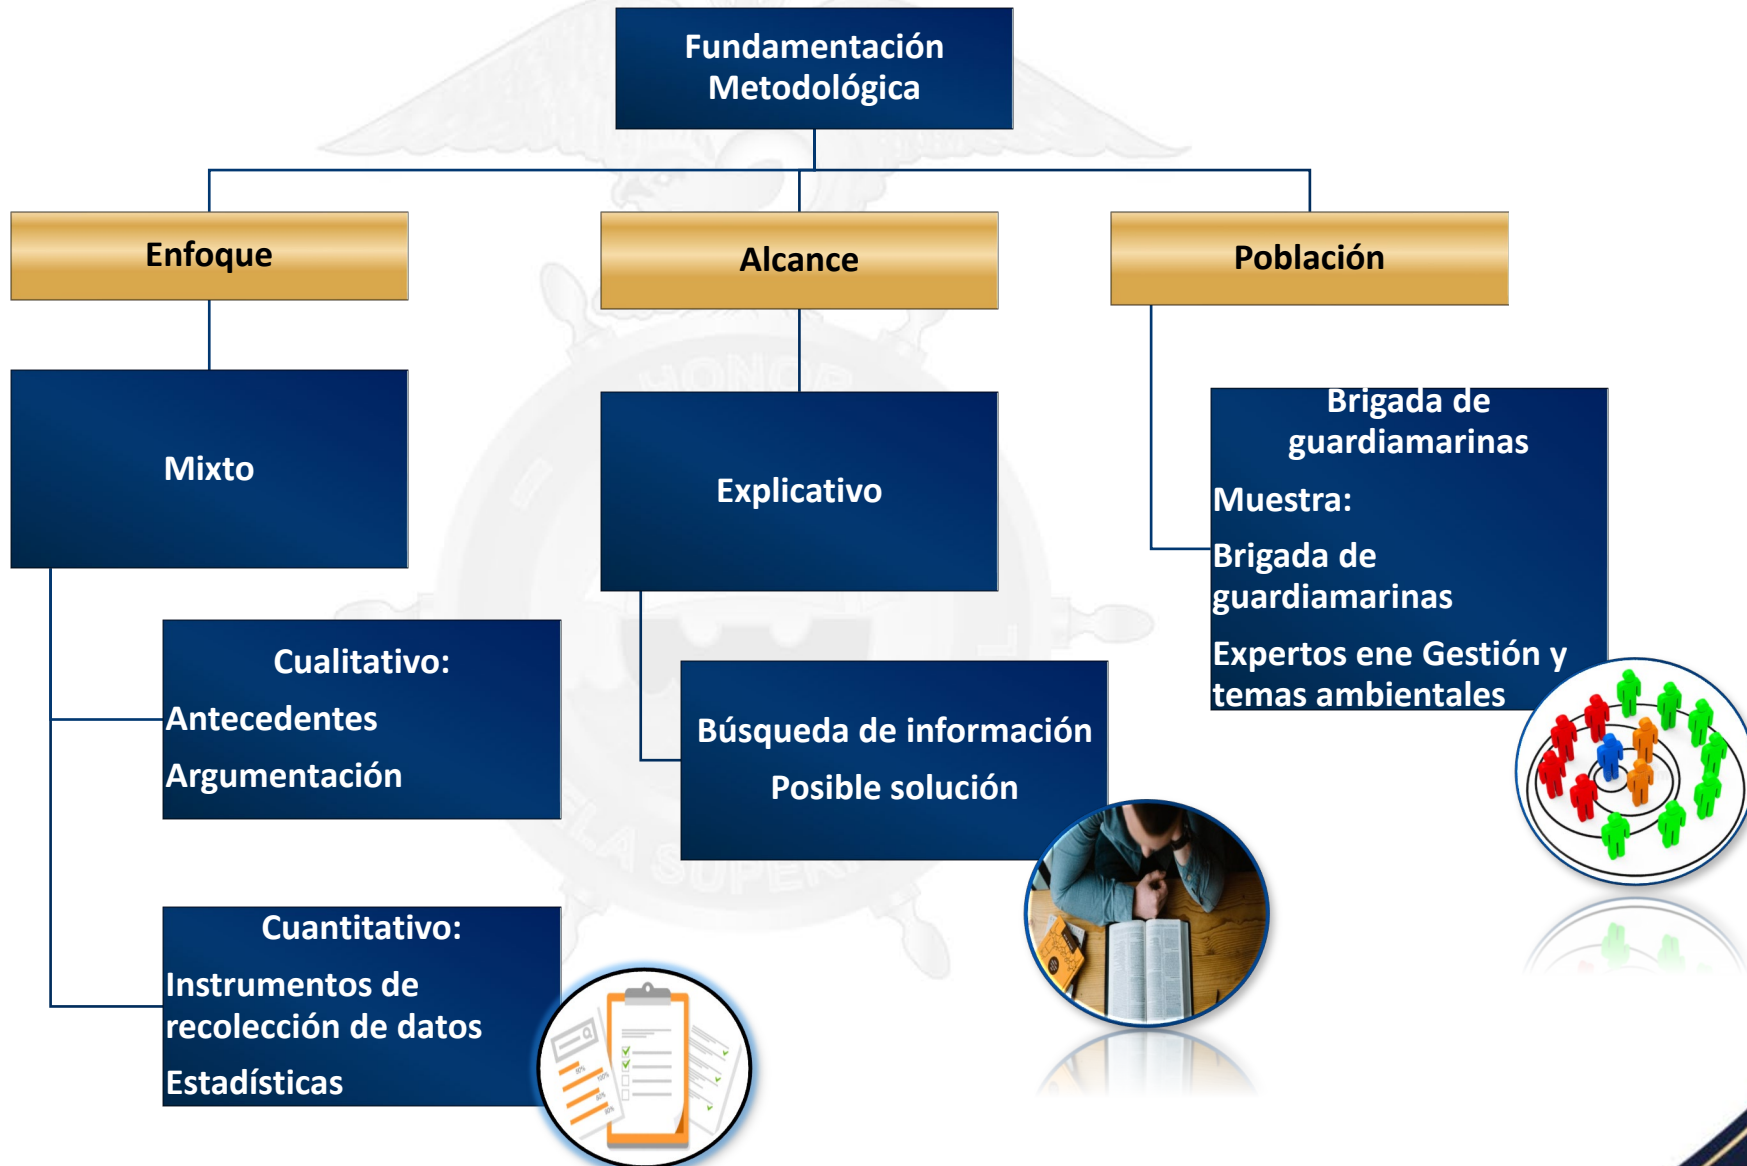 Fundamentación
Metodológica
Enfoque
Alcance
Población
Mixto
Explicativo
Brigada de
guardiamarinas
Muestra:
Brigada de
guardiamarinas
Expertos ene Gestión y
temas ambientales
Cualitativo:
Antecedentes
Argumentación
Búsqueda de información
Posible solución
Cuantitativo:
Instrumentos de
recolección de datos
Estadísticas
HONOR